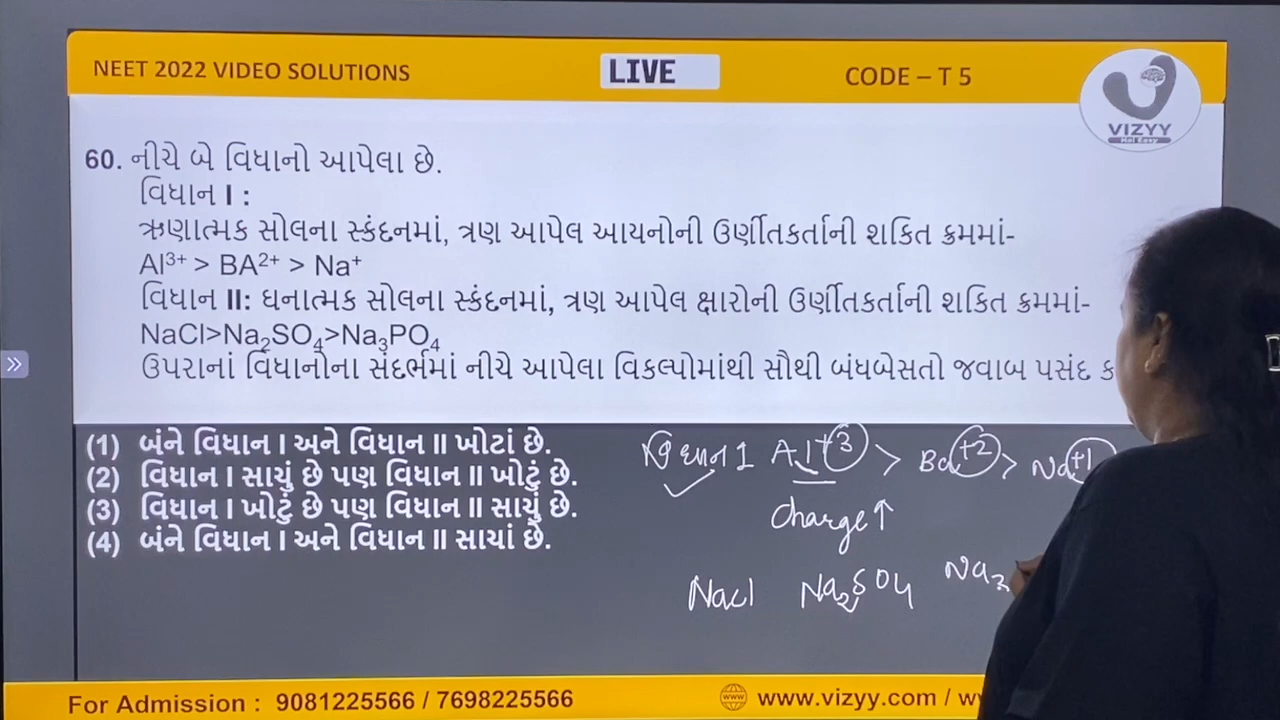 NEET 2022 VIDEO SOLUTIONS LIVE CODE – T 5
VIZYY
60. નીચે બે વિધાનો આપેલા છે.
વિધાન I :
ઋણાત્મક સોલના સ્કંદનમાં, ત્રણ આપેલ આયનોની ઉર્ણીતકર્તાની શકિત ક્રમમાં-
Al³⁺ > BA²⁺ > Na⁺
વિધાન II: ઘનાત્મક સોલના સ્કંદનમાં, ત્રણ આપેલ ક્ષારોની ઉર્ણીતકર્તાની શકિત ક્રમમાં-
NaCl>Na₂SO₄>Na₃PO₄
ઉપરાનાં વિધાનોના સંદર્ભમાં નીચે આપેલા વિકલ્પોમાંથી સૌથી બંધબેસતો જવાબ પસંદ ક
(1) બંને વિધાન I અને વિધાન II ખોટાં છે.
(2) વિધાન I સાચું છે પણ વિધાન II ખોટું છે.
(3) વિધાન I ખોટું છે પણ વિધાન II સાચું છે.
(4) બંને વિધાન I અને વિધાન II સાચાં છે.
વિધાન 1 Al⁺³ > Ba⁺² > Na⁺¹
charge↑
NaCl Na₂SO₄ Na₃
For Admission : 9081225566 / 7698225566 www.vizyy.com /